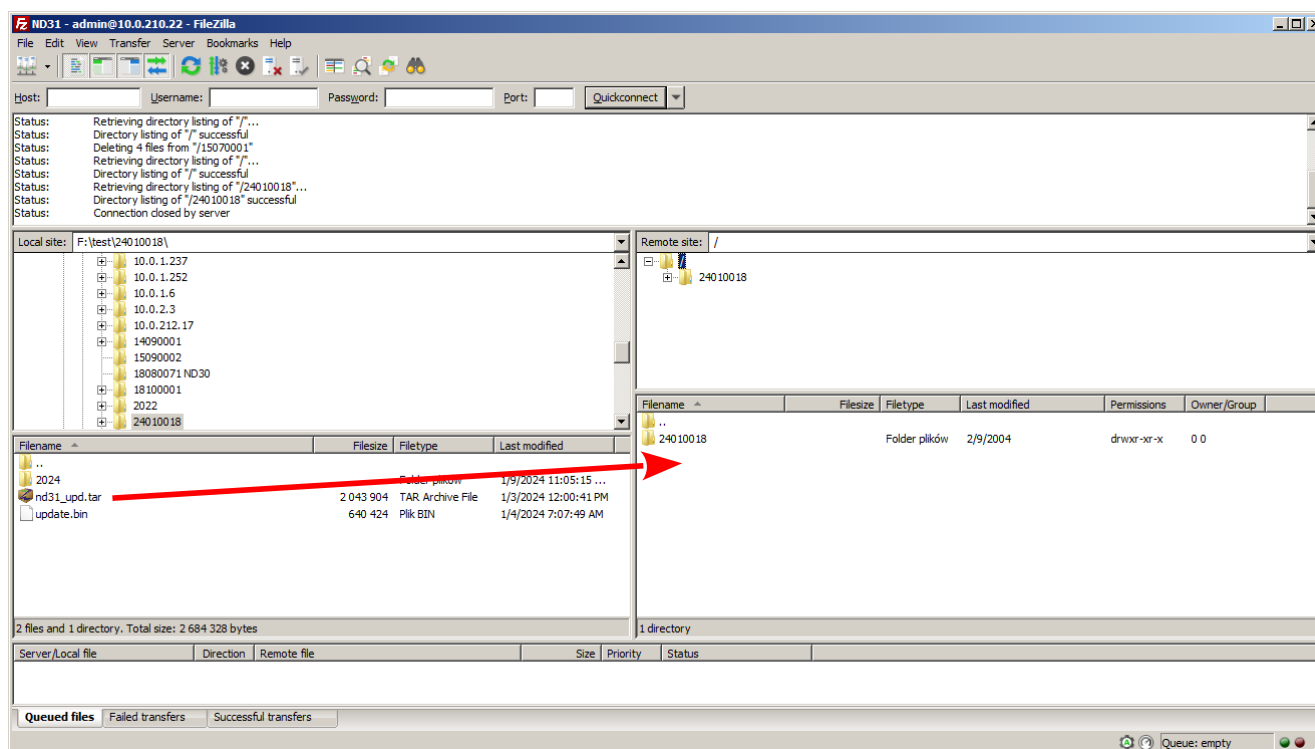 ND31 - admin@10.0.210.22 - FileZilla
File Edit View Transfer Server Bookmarks Help
Host: Username: Password: Port: Quickconnect
Status: Retrieving directory listing of "/"...
Status: Directory listing of "/" successful
Status: Deleting 4 files from "/15070001"
Status: Retrieving directory listing of "/"...
Status: Directory listing of "/" successful
Status: Retrieving directory listing of "/24010018"...
Status: Directory listing of "/24010018" successful
Status: Connection closed by server
Local site: F:\test\24010018\
10.0.1.237
10.0.1.252
10.0.1.6
10.0.2.3
10.0.212.17
14090001
15090002
18080071 ND30
18100001
2022
24010018
Filename Filesize Filetype Last modified
..
2024 Folder plików 1/9/2024 11:05:15 ...
nd31_upd.tar 2 043 904 TAR Archive File 1/3/2024 12:00:41 PM
update.bin 640 424 Plik BIN 1/4/2024 7:07:49 AM
2 files and 1 directory. Total size: 2 684 328 bytes
Remote site: /
/
24010018
Filename Filesize Filetype Last modified Permissions Owner/Group
..
24010018 Folder plików 2/9/2004 drwxr-xr-x 0 0
1 directory
Server/Local file Direction Remote file Size Priority Status
Queued files Failed transfers Successful transfers
Queue: empty